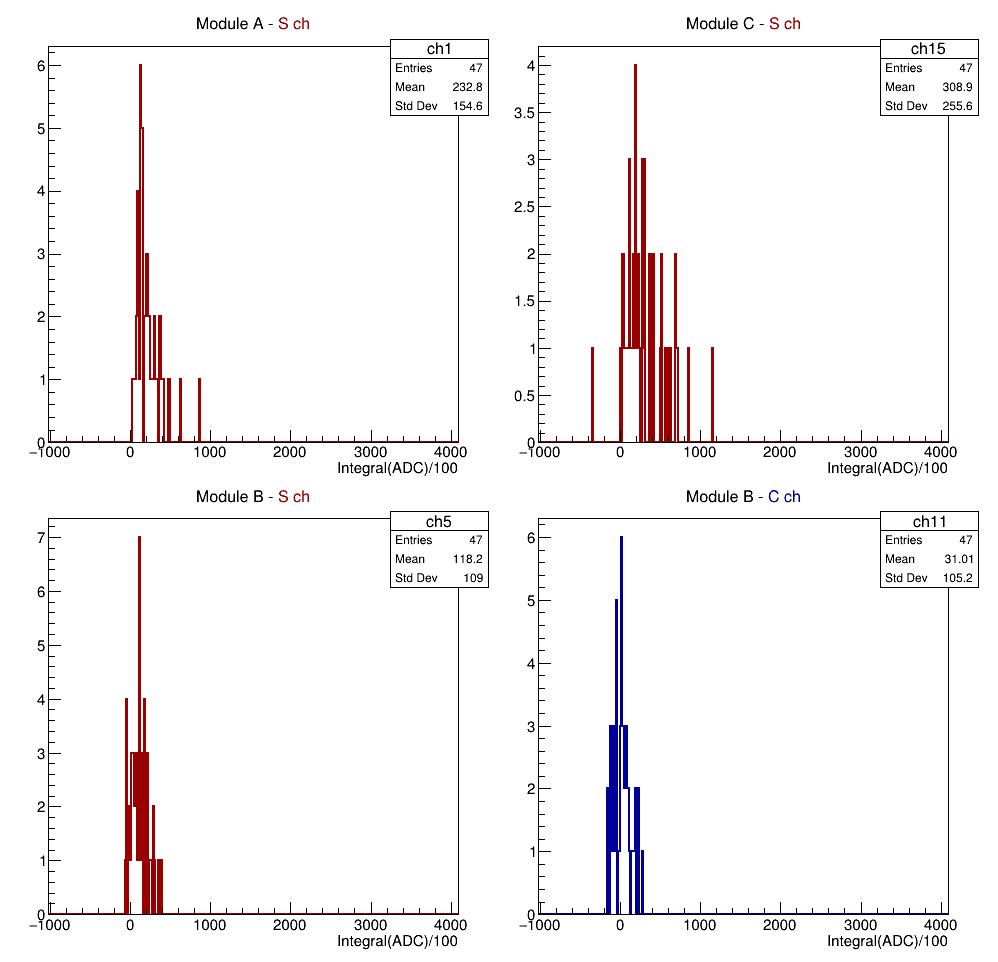 Module A - S ch
ch1
Entries 47
Mean 232.8
Std Dev 154.6
6
5
4
3
2
1
0
−1000 0 1000 2000 3000 4000
Integral(ADC)/100
Module C - S ch
ch15
Entries 47
Mean 308.9
Std Dev 255.6
4
3.5
3
2.5
2
1.5
1
0.5
0
−1000 0 1000 2000 3000 4000
Integral(ADC)/100
Module B - S ch
ch5
Entries 47
Mean 118.2
Std Dev 109
7
6
5
4
3
2
1
0
−1000 0 1000 2000 3000 4000
Integral(ADC)/100
Module B - C ch
ch11
Entries 47
Mean 31.01
Std Dev 105.2
6
5
4
3
2
1
0
−1000 0 1000 2000 3000 4000
Integral(ADC)/100